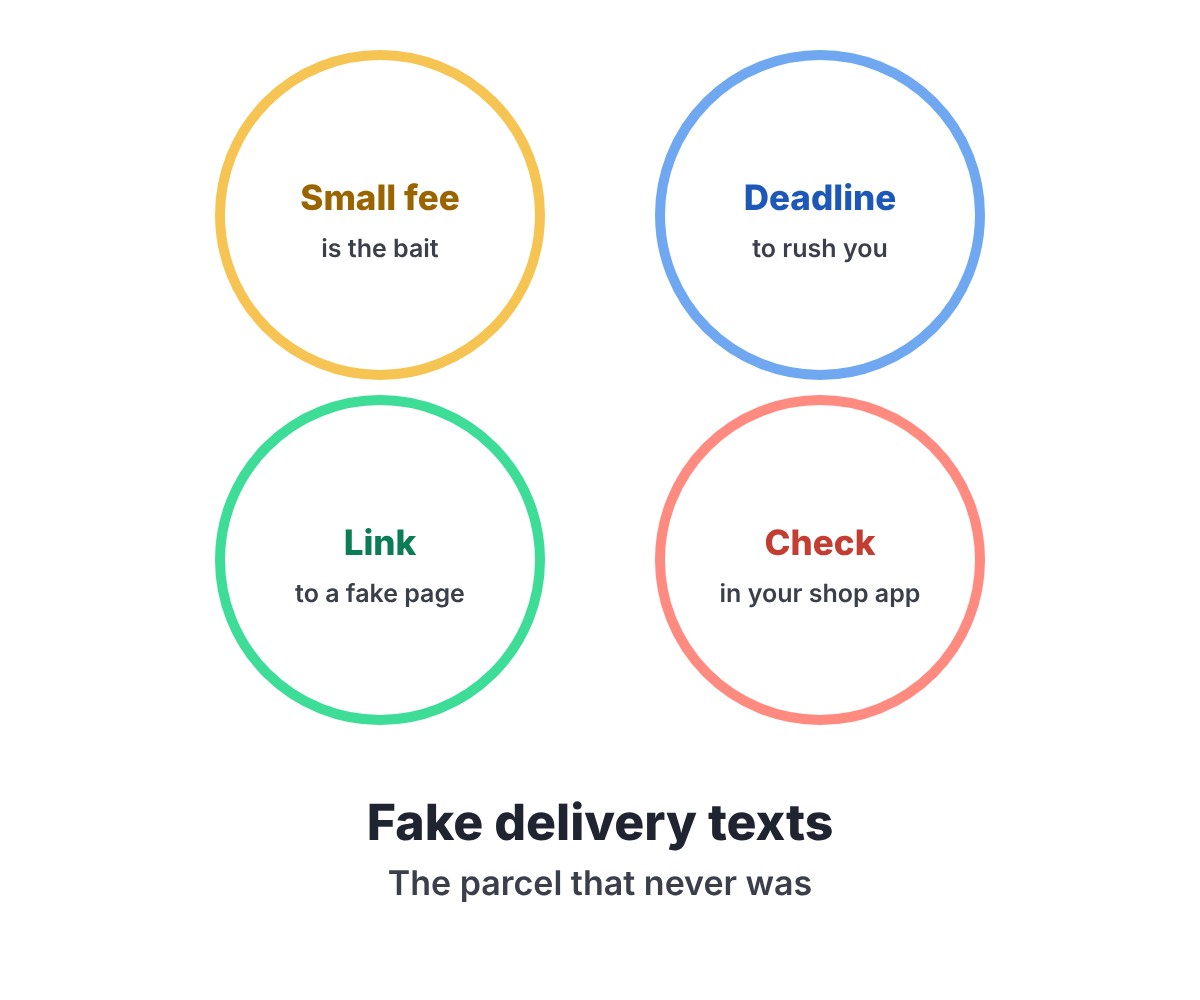 Small fee
is the bait
Deadline
to rush you
Link
to a fake page
Check
in your shop app
Fake delivery texts
The parcel that never was